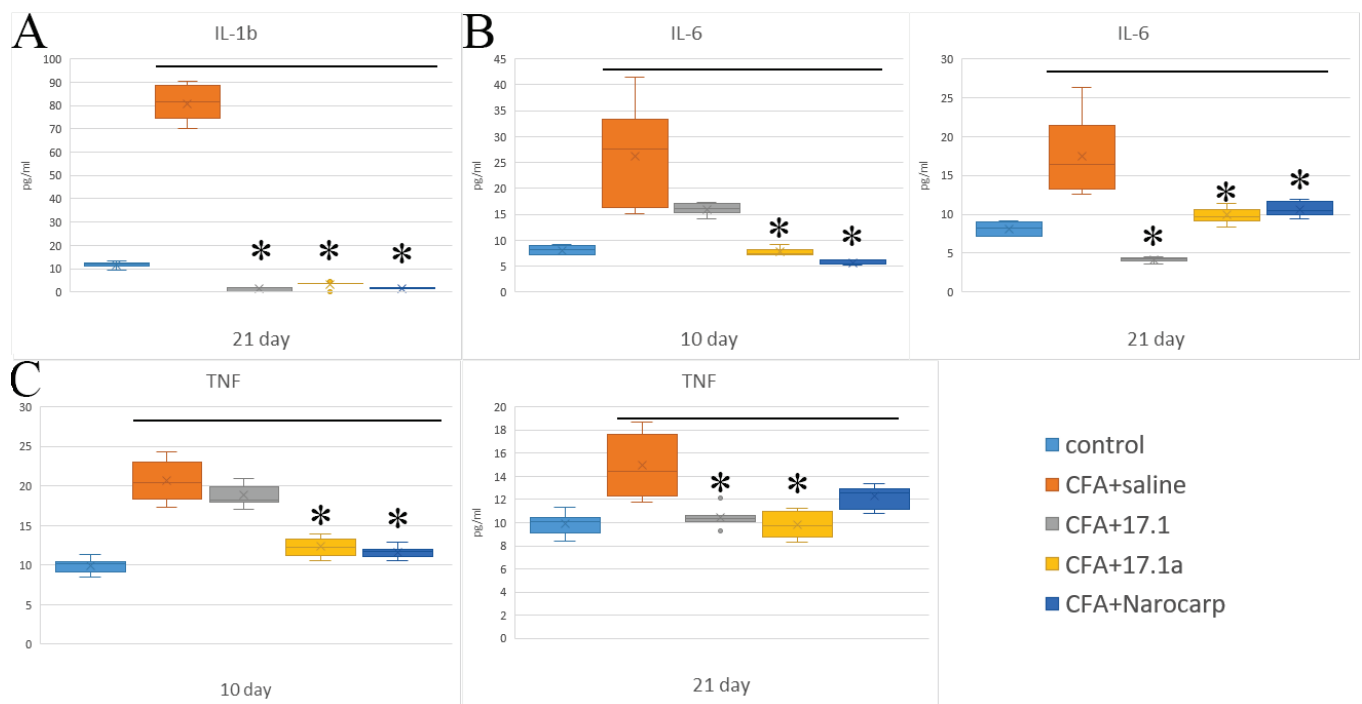 A
IL-1b
100
90
80
70
60
50
40
30
20
10
0
pg/ml
*
*
*
21 day
B
IL-6
45
40
35
30
25
20
15
10
5
0
pg/ml
*
*
10 day
IL-6
30
25
20
15
10
5
0
pg/ml
*
*
*
21 day
C
TNF
30
25
20
15
10
5
0
*
*
10 day
TNF
20
18
16
14
12
10
8
6
4
2
0
pg/ml
*
*
21 day
control
CFA+saline
CFA+17.1
CFA+17.1a
CFA+Narocarp